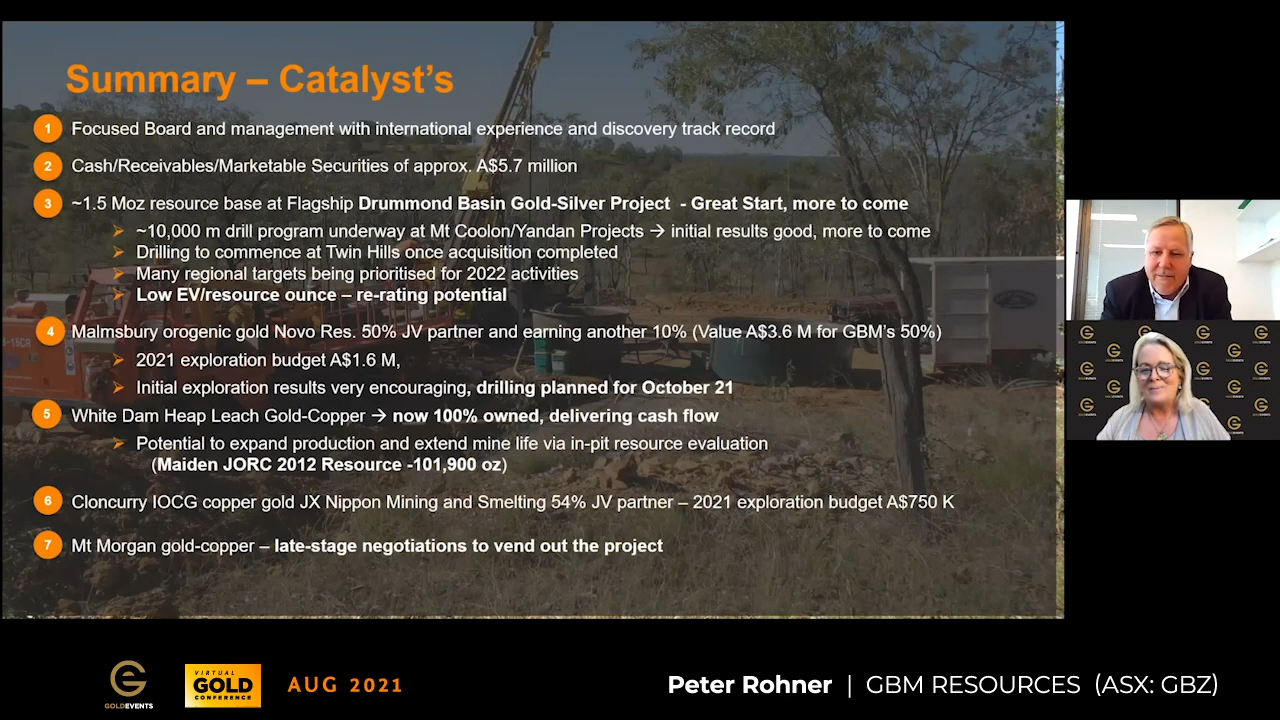 Summary – Catalyst’s
1 Focused Board and management with international experience and discovery track record
2 Cash/Receivables/Marketable Securities of approx. A$5.7 million
3 ~1.5 Moz resource base at Flagship Drummond Basin Gold-Silver Project - Great Start, more to come
➢ ~10,000 m drill program underway at Mt Coolon/Yandan Projects → initial results good, more to come
➢ Drilling to commence at Twin Hills once acquisition completed
➢ Many regional targets being prioritised for 2022 activities
➢ Low EV/resource ounce – re-rating potential
4 Malmsbury orogenic gold Novo Res. 50% JV partner and earning another 10% (Value A$3.6 M for GBM’s 50%)
➢ 2021 exploration budget A$1.6 M,
➢ Initial exploration results very encouraging, drilling planned for October 21
5 White Dam Heap Leach Gold-Copper → now 100% owned, delivering cash flow
➢ Potential to expand production and extend mine life via in-pit resource evaluation
(Maiden JORC 2012 Resource -101,900 oz)
6 Cloncurry IOCG copper gold JX Nippon Mining and Smelting 54% JV partner – 2021 exploration budget A$750 K
7 Mt Morgan gold-copper – late-stage negotiations to vend out the project
GOLDEVENTS
VIRTUAL
GOLD
CONFERENCE
AUG 2021
Peter Rohner | GBM RESOURCES (ASX: GBZ)